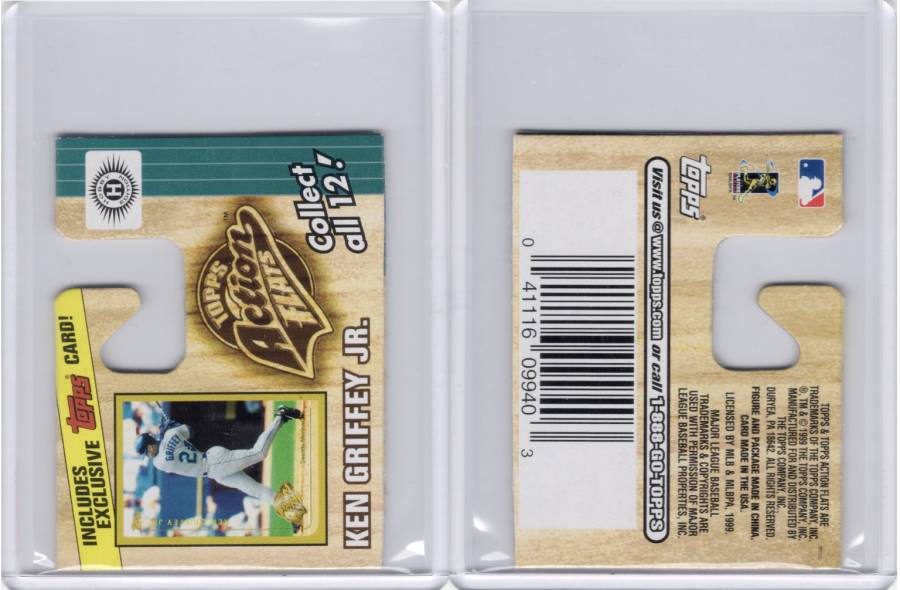 Collect
all 12!
HOBBY
H
TOPPS
Action
FLATS
™
INCLUDES
EXCLUSIVE Topps CARD!
KEN GRIFFEY JR.
GRIFFEY
2
Topps®
Visit us @ www.topps.com or call 1-888-GO-TOPPS
0 41116 09940 3
TOPPS & TOPPS ACTION FLATS ARE
TRADEMARKS OF THE TOPPS COMPANY, INC.
®, TM & © 1999 THE TOPPS COMPANY, INC.
MANUFACTURED FOR AND DISTRIBUTED BY
THE TOPPS COMPANY, INC.
DURYEA, PA 18642. ALL RIGHTS RESERVED.
FIGURE AND PACKAGE MADE IN CHINA.
CARD MADE IN THE USA.
LICENSED BY MLB & MLBPA, 1999.
MAJOR LEAGUE BASEBALL
TRADEMARKS & COPYRIGHTS ARE
USED WITH PERMISSION OF MAJOR
LEAGUE BASEBALL PROPERTIES, INC.